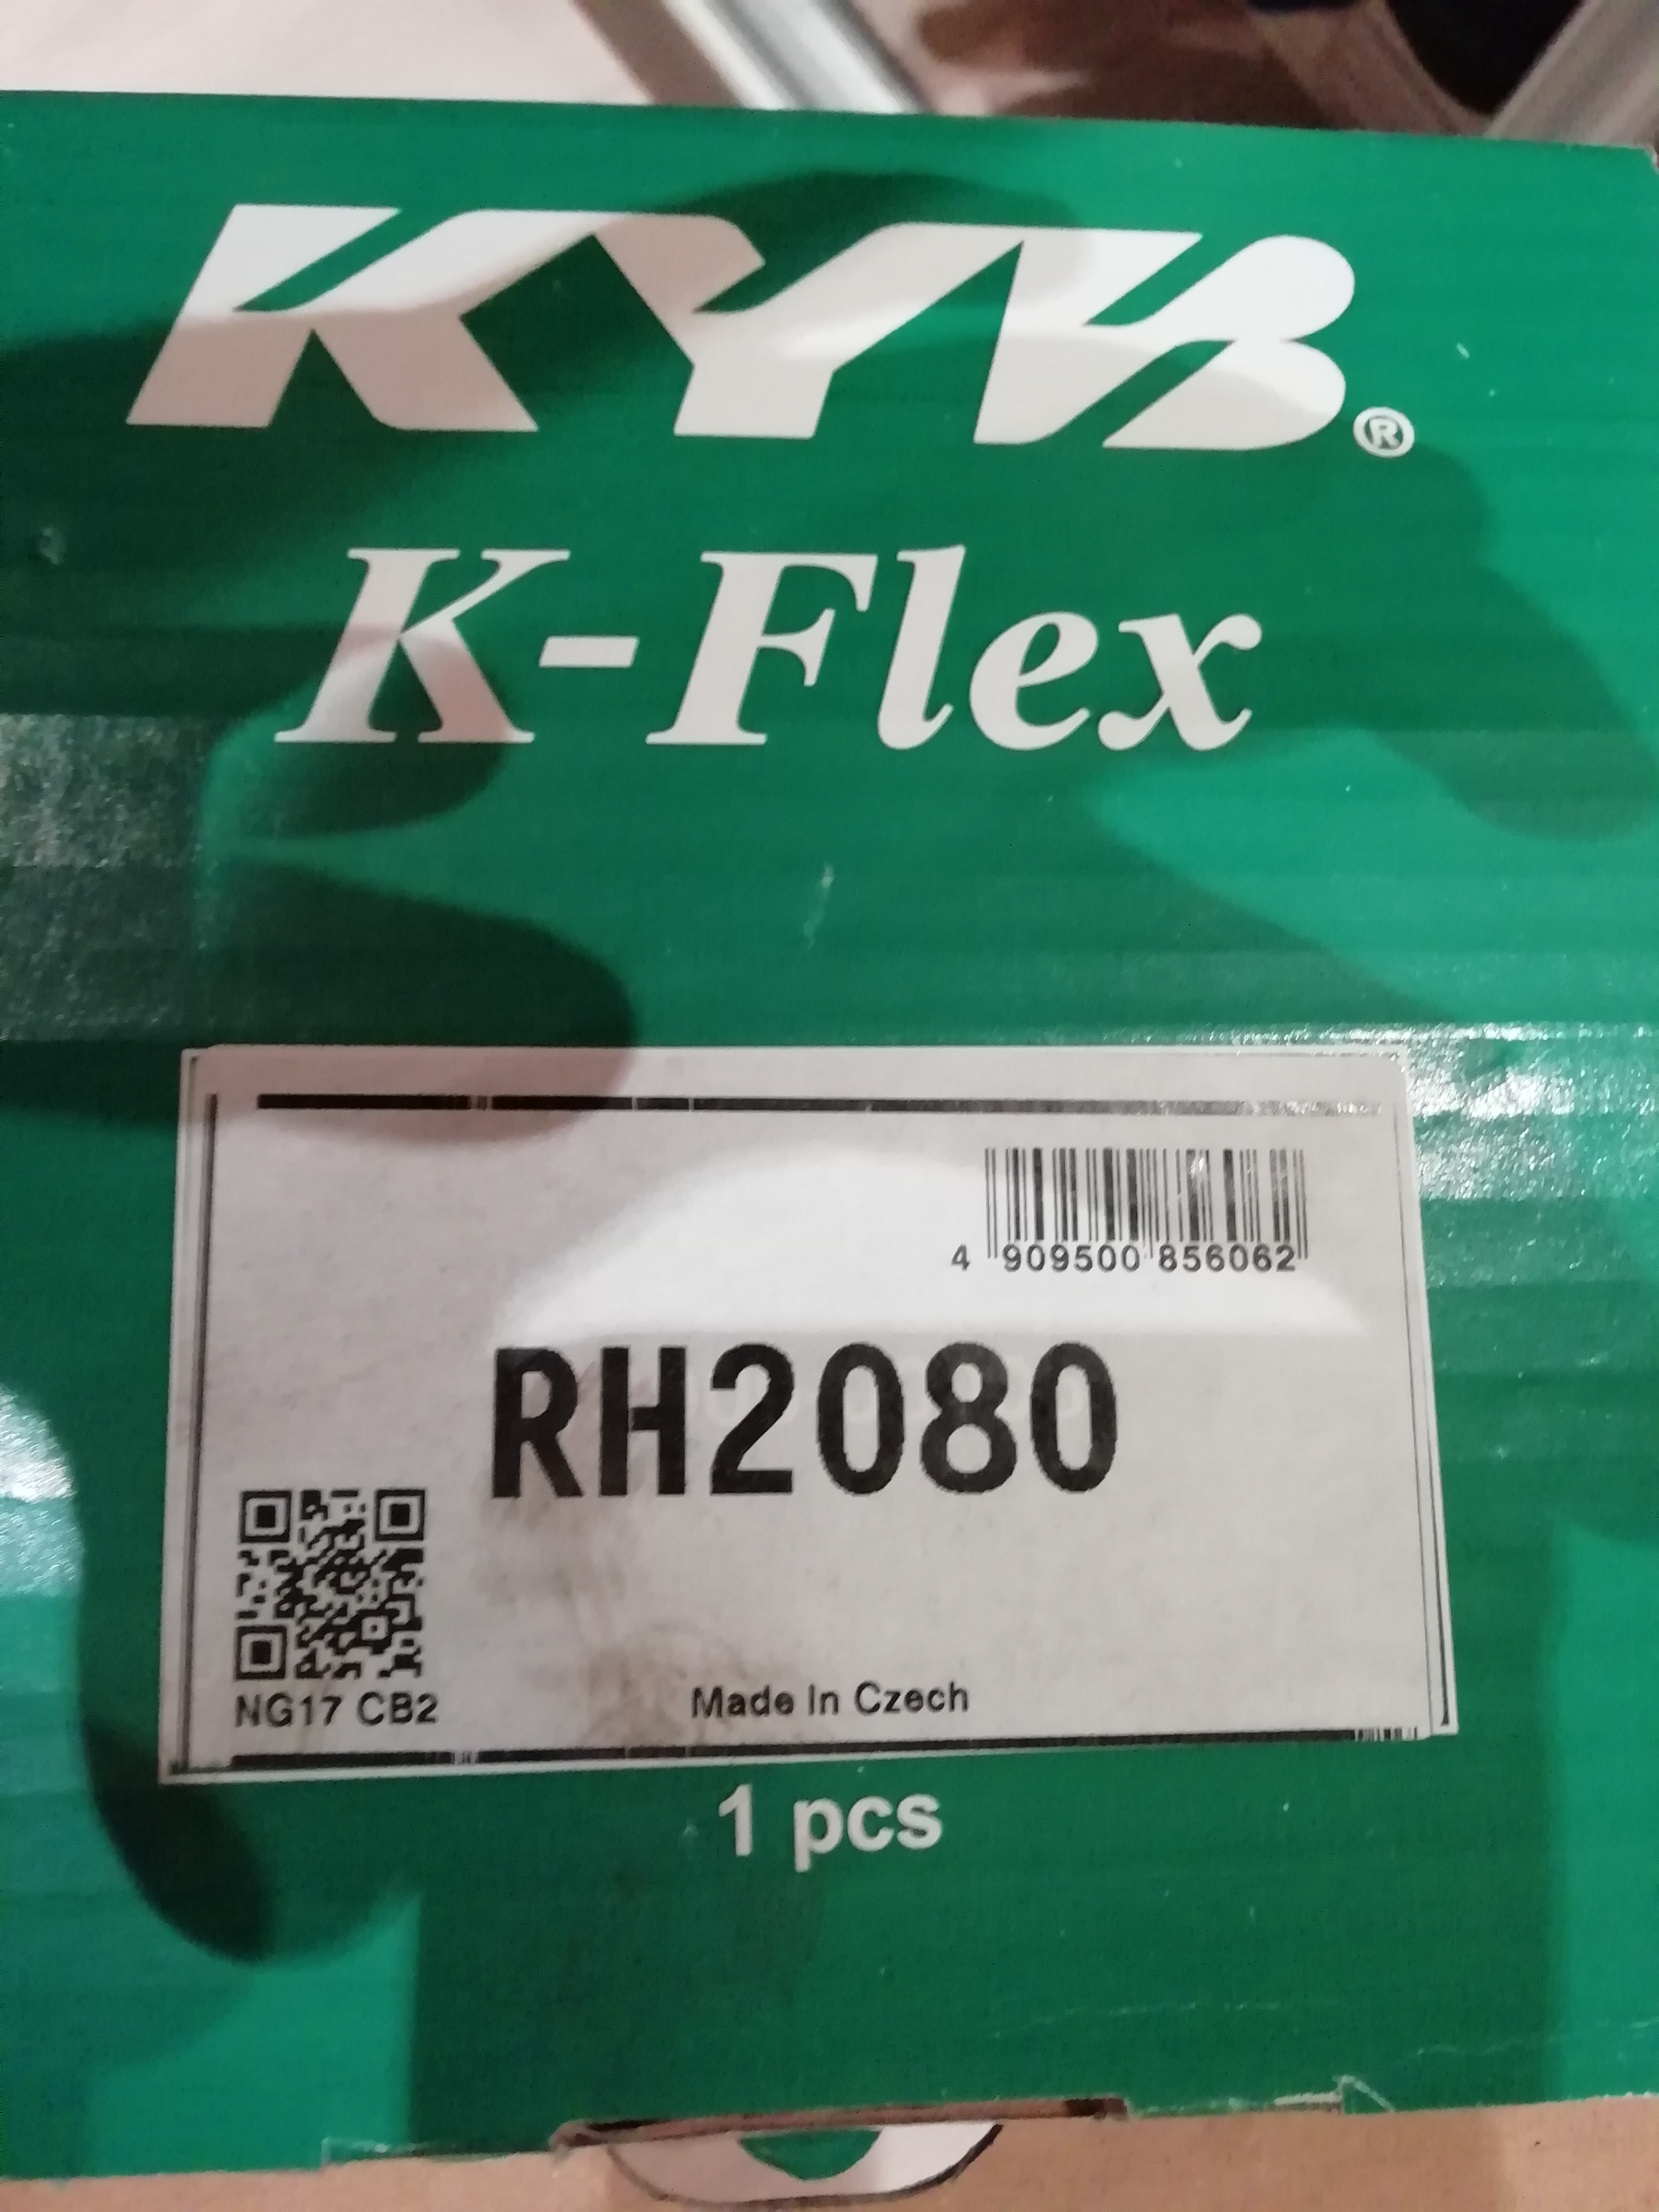 KYB®
K-Flex
4 909500 856062
RH2080
NG17 CB2
Made In Czech
1 pcs